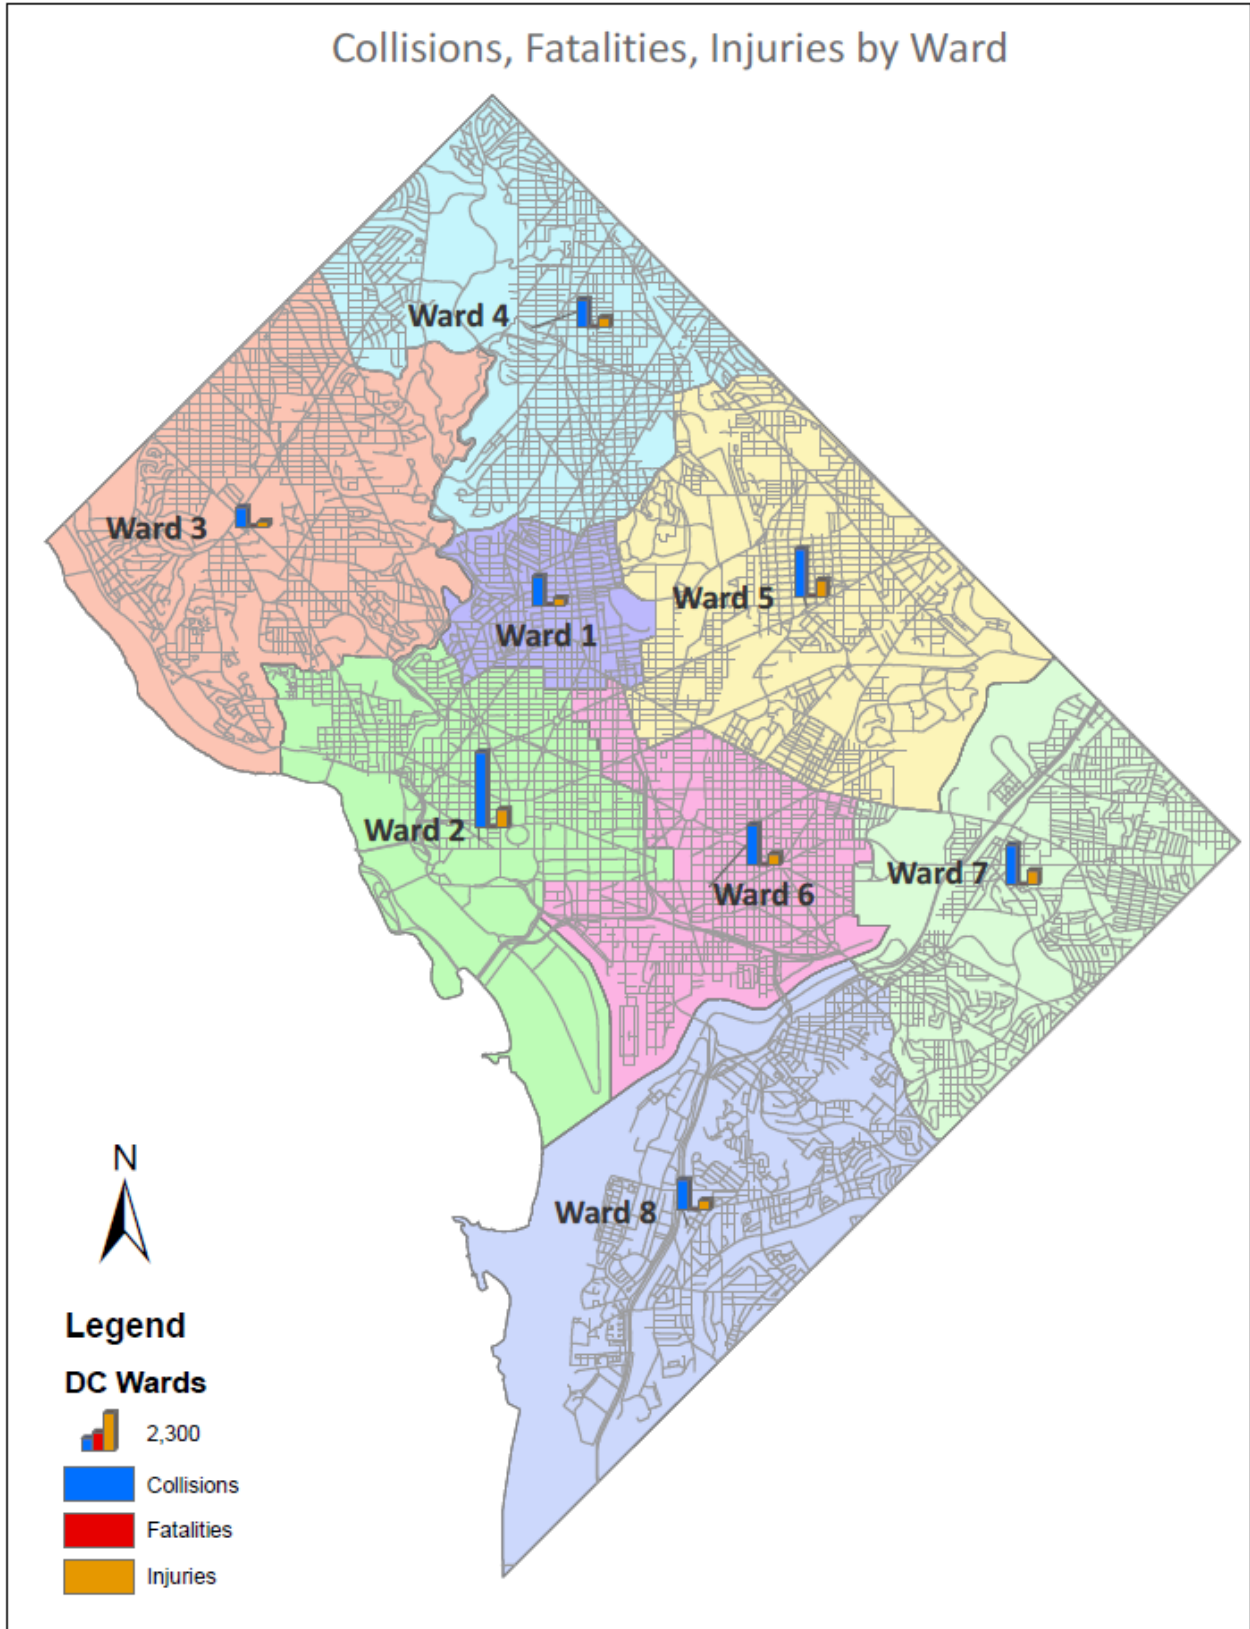 Collisions, Fatalities, Injuries by Ward
Ward 4
Ward 3
Ward 5
Ward 1
Ward 2
Ward 7
Ward 6
Ward 8
N
Legend
DC Wards
2,300
Collisions
Fatalities
Injuries